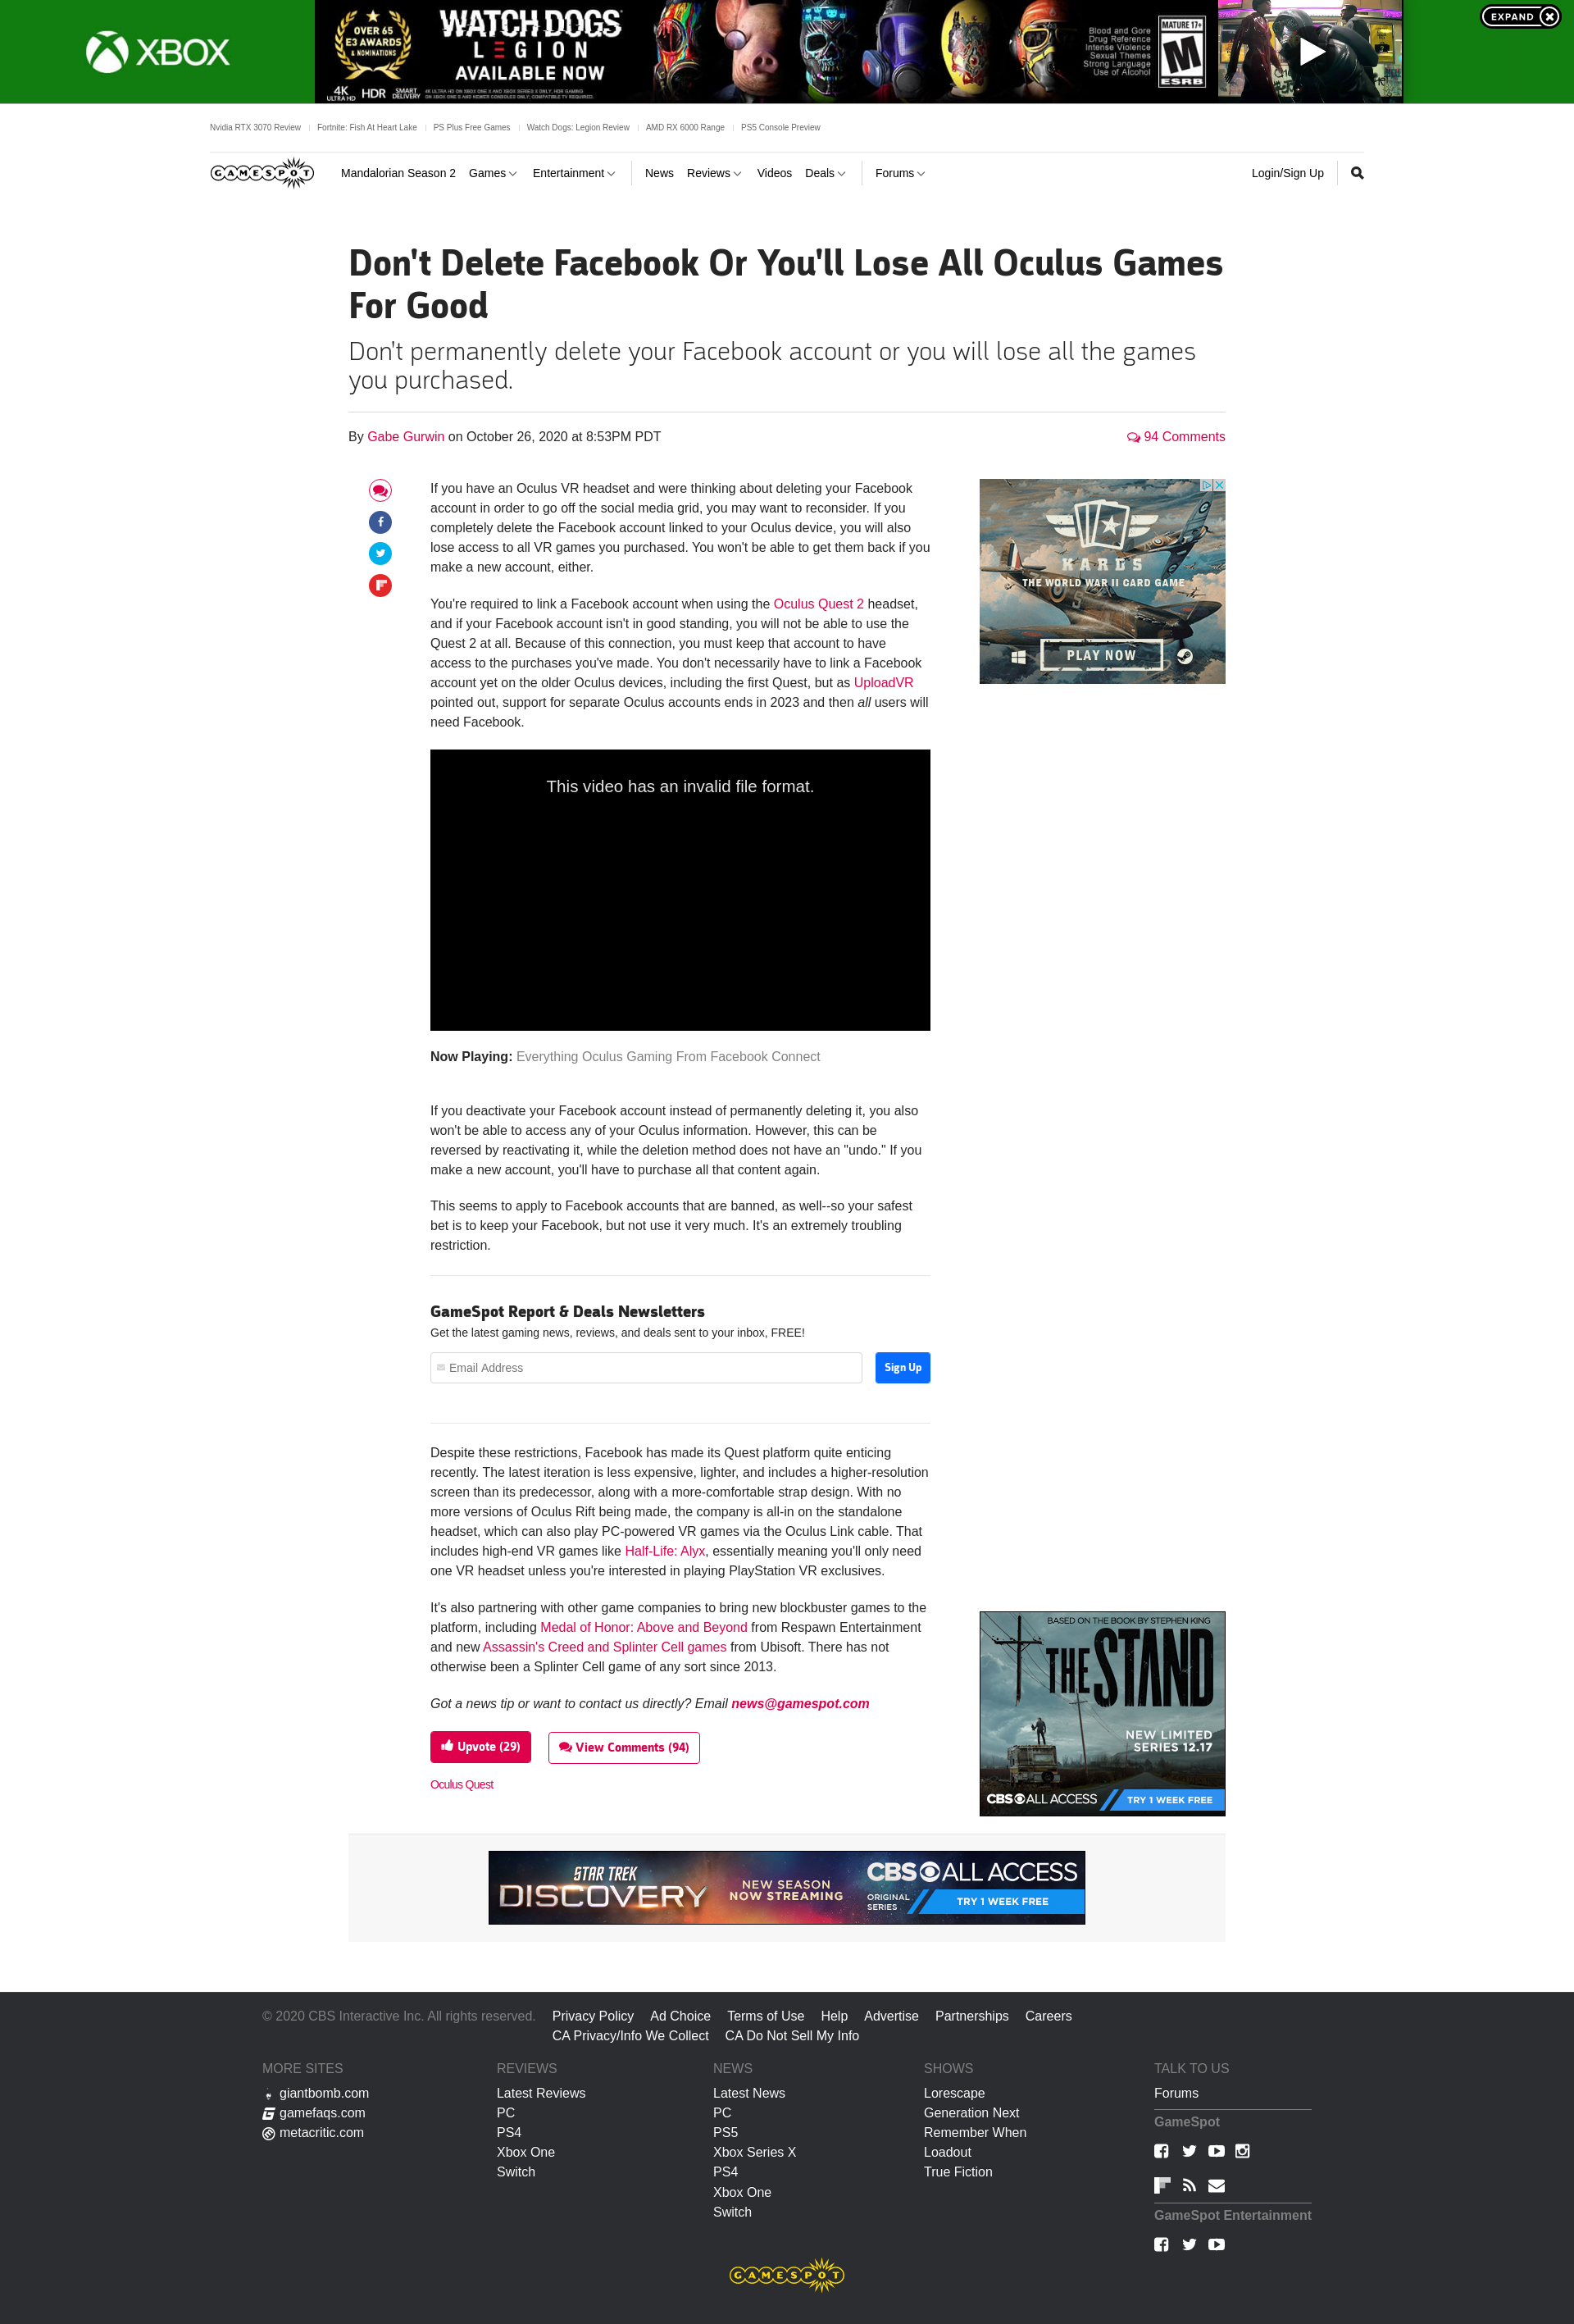 XBOX
OVER 65
E3 AWARDS
& NOMINATIONS
WATCH DOGS
LEGION
AVAILABLE NOW
4K
ULTRA HD
HDR
SMART
DELIVERY
4K ULTRA HD ON XBOX ONE X AND XBOX SERIES X ONLY; HDR GAMING
ON XBOX ONE S AND NEWER CONSOLES ONLY; COMPATIBLE TV REQUIRED.
Blood and Gore
Drug Reference
Intense Violence
Sexual Themes
Strong Language
Use of Alcohol
MATURE 17+
M
ESRB
EXPAND
Nvidia RTX 3070 Review
Fortnite: Fish At Heart Lake
PS Plus Free Games
Watch Dogs: Legion Review
AMD RX 6000 Range
PS5 Console Preview
GAMESPOT
Mandalorian Season 2
Games
Entertainment
News
Reviews
Videos
Deals
Forums
Login/Sign Up
Don't Delete Facebook Or You'll Lose All Oculus Games
For Good
Don't permanently delete your Facebook account or you will lose all the games
you purchased.
By Gabe Gurwin on October 26, 2020 at 8:53PM PDT
94 Comments
If you have an Oculus VR headset and were thinking about deleting your Facebook
account in order to go off the social media grid, you may want to reconsider. If you
completely delete the Facebook account linked to your Oculus device, you will also
lose access to all VR games you purchased. You won't be able to get them back if you
make a new account, either.
You're required to link a Facebook account when using the Oculus Quest 2 headset,
and if your Facebook account isn't in good standing, you will not be able to use the
Quest 2 at all. Because of this connection, you must keep that account to have
access to the purchases you've made. You don't necessarily have to link a Facebook
account yet on the older Oculus devices, including the first Quest, but as UploadVR
pointed out, support for separate Oculus accounts ends in 2023 and then all users will
need Facebook.
KARDS
THE WORLD WAR II CARD GAME
PLAY NOW
This video has an invalid file format.
Now Playing: Everything Oculus Gaming From Facebook Connect
If you deactivate your Facebook account instead of permanently deleting it, you also
won't be able to access any of your Oculus information. However, this can be
reversed by reactivating it, while the deletion method does not have an "undo." If you
make a new account, you'll have to purchase all that content again.
This seems to apply to Facebook accounts that are banned, as well--so your safest
bet is to keep your Facebook, but not use it very much. It's an extremely troubling
restriction.
GameSpot Report & Deals Newsletters
Get the latest gaming news, reviews, and deals sent to your inbox, FREE!
Email Address
Sign Up
Despite these restrictions, Facebook has made its Quest platform quite enticing
recently. The latest iteration is less expensive, lighter, and includes a higher-resolution
screen than its predecessor, along with a more-comfortable strap design. With no
more versions of Oculus Rift being made, the company is all-in on the standalone
headset, which can also play PC-powered VR games via the Oculus Link cable. That
includes high-end VR games like Half-Life: Alyx, essentially meaning you'll only need
one VR headset unless you're interested in playing PlayStation VR exclusives.
It's also partnering with other game companies to bring new blockbuster games to the
platform, including Medal of Honor: Above and Beyond from Respawn Entertainment
and new Assassin's Creed and Splinter Cell games from Ubisoft. There has not
otherwise been a Splinter Cell game of any sort since 2013.
Got a news tip or want to contact us directly? Email news@gamespot.com
Upvote (29)
View Comments (94)
Oculus Quest
BASED ON THE BOOK BY STEPHEN KING
THE STAND
NEW LIMITED
SERIES 12.17
CBS ALL ACCESS
TRY 1 WEEK FREE
STAR TREK
DISCOVERY
NEW SEASON
NOW STREAMING
CBS ALL ACCESS
ORIGINAL
SERIES
TRY 1 WEEK FREE
© 2020 CBS Interactive Inc. All rights reserved.
Privacy Policy
Ad Choice
Terms of Use
Help
Advertise
Partnerships
Careers
CA Privacy/Info We Collect
CA Do Not Sell My Info
MORE SITES
giantbomb.com
gamefaqs.com
metacritic.com
REVIEWS
Latest Reviews
PC
PS4
Xbox One
Switch
NEWS
Latest News
PC
PS5
Xbox Series X
PS4
Xbox One
Switch
SHOWS
Lorescape
Generation Next
Remember When
Loadout
True Fiction
TALK TO US
Forums
GameSpot
GameSpot Entertainment
GAMESPOT